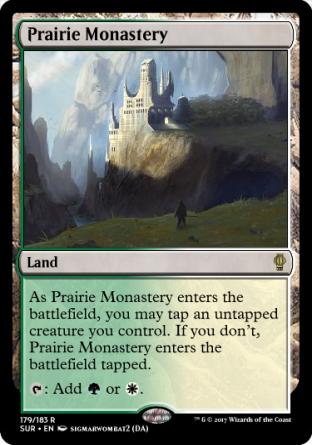 Prairie Monastery
Land
As Prairie Monastery enters the
battlefield, you may tap an untapped
creature you control. If you don't,
Prairie Monastery enters the
battlefield tapped.
: Add or .
179/183 R
SUR • EN SIGMARWOMBAT2 (DA)
™ & © 2017 Wizards of the Coast